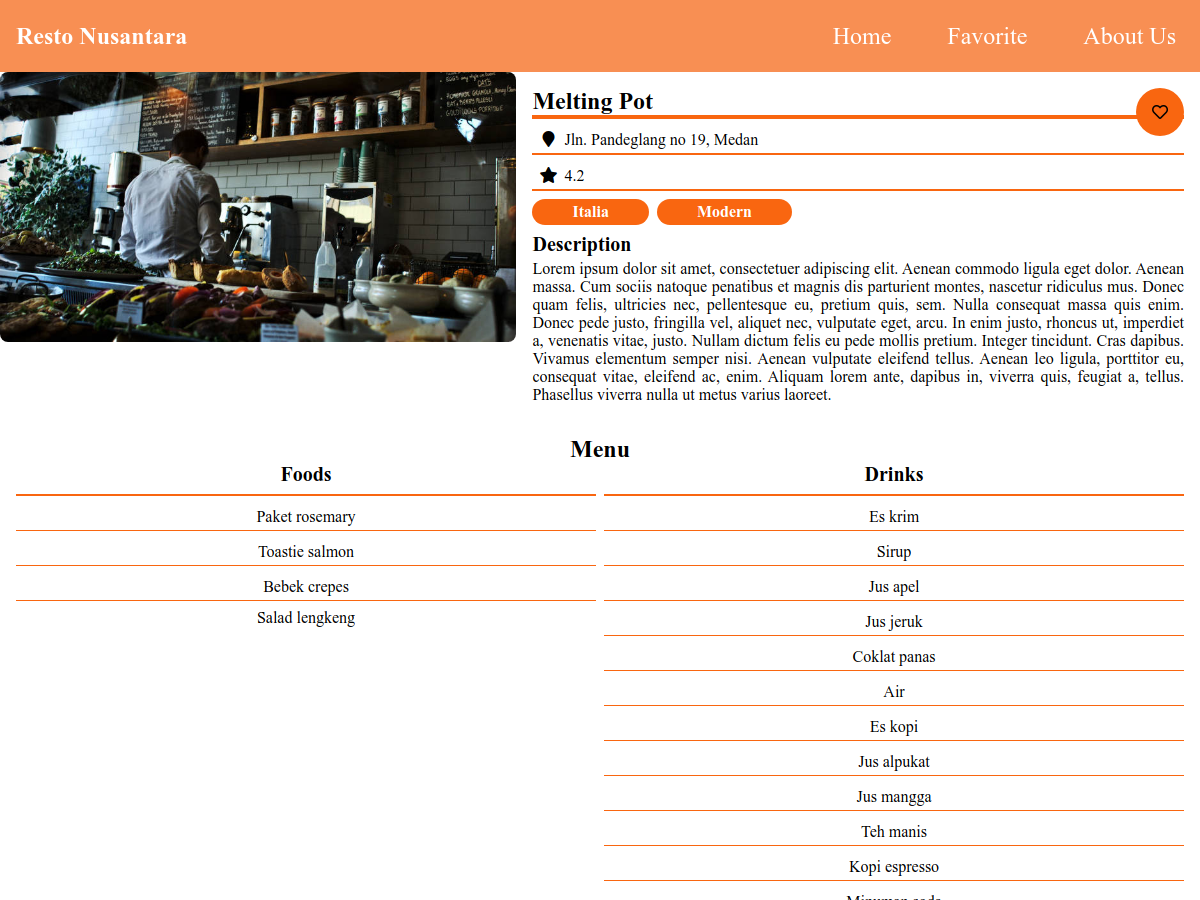 Resto Nusantara
Home
Favorite
About Us
Melting Pot
Jln. Pandeglang no 19, Medan
4.2
Italia
Modern
Description
Lorem ipsum dolor sit amet, consectetuer adipiscing elit. Aenean commodo ligula eget dolor. Aenean
massa. Cum sociis natoque penatibus et magnis dis parturient montes, nascetur ridiculus mus. Donec
quam felis, ultricies nec, pellentesque eu, pretium quis, sem. Nulla consequat massa quis enim.
Donec pede justo, fringilla vel, aliquet nec, vulputate eget, arcu. In enim justo, rhoncus ut, imperdiet
a, venenatis vitae, justo. Nullam dictum felis eu pede mollis pretium. Integer tincidunt. Cras dapibus.
Vivamus elementum semper nisi. Aenean vulputate eleifend tellus. Aenean leo ligula, porttitor eu,
consequat vitae, eleifend ac, enim. Aliquam lorem ante, dapibus in, viverra quis, feugiat a, tellus.
Phasellus viverra nulla ut metus varius laoreet.
Menu
Foods
Paket rosemary
Toastie salmon
Bebek crepes
Salad lengkeng
Drinks
Es krim
Sirup
Jus apel
Jus jeruk
Coklat panas
Air
Es kopi
Jus alpukat
Jus mangga
Teh manis
Kopi espresso